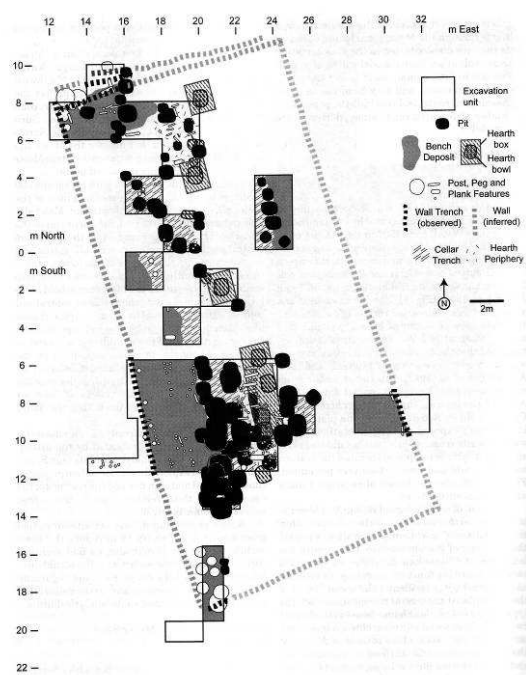 12 14 16 18 20 22 24 26 28 30 32 m East
10
8
6
4
2
m North
0
m South
2
4
6
8
10
12
14
16
18
20
22
Excavation
unit
Pit
Bench
Deposit
Hearth
box
Hearth
bowl
Post, Peg and
Plank Features
Wall Trench
(observed)
Wall
(inferred)
Cellar
Trench
Hearth
Periphery
N
2m